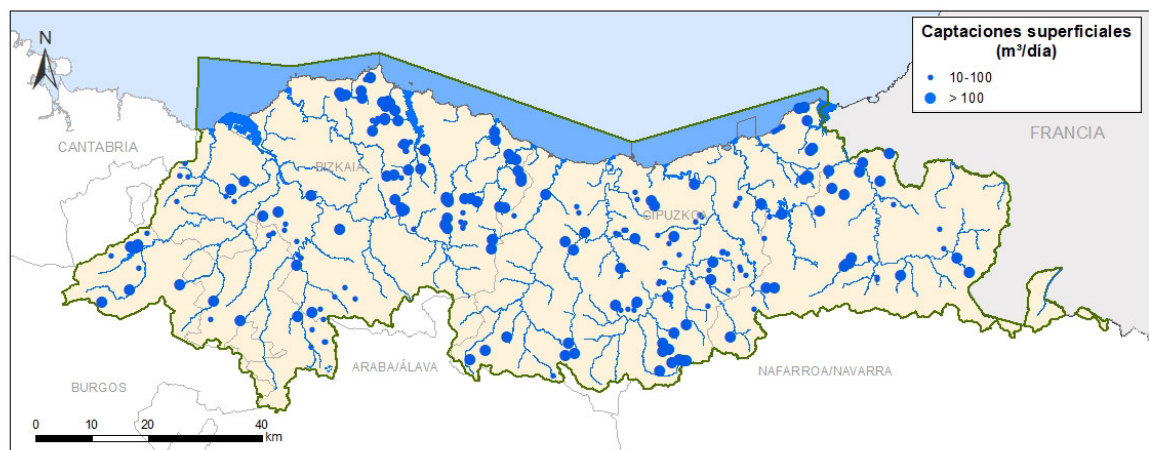 N
Captaciones superficiales
(m³/día)
10-100
> 100
CANTABRIA
BIZKAIA
GIPUZKOA
FRANCIA
ARABA/ÁLAVA
NAFARROA/NAVARRA
BURGOS
0 10 20 40
km